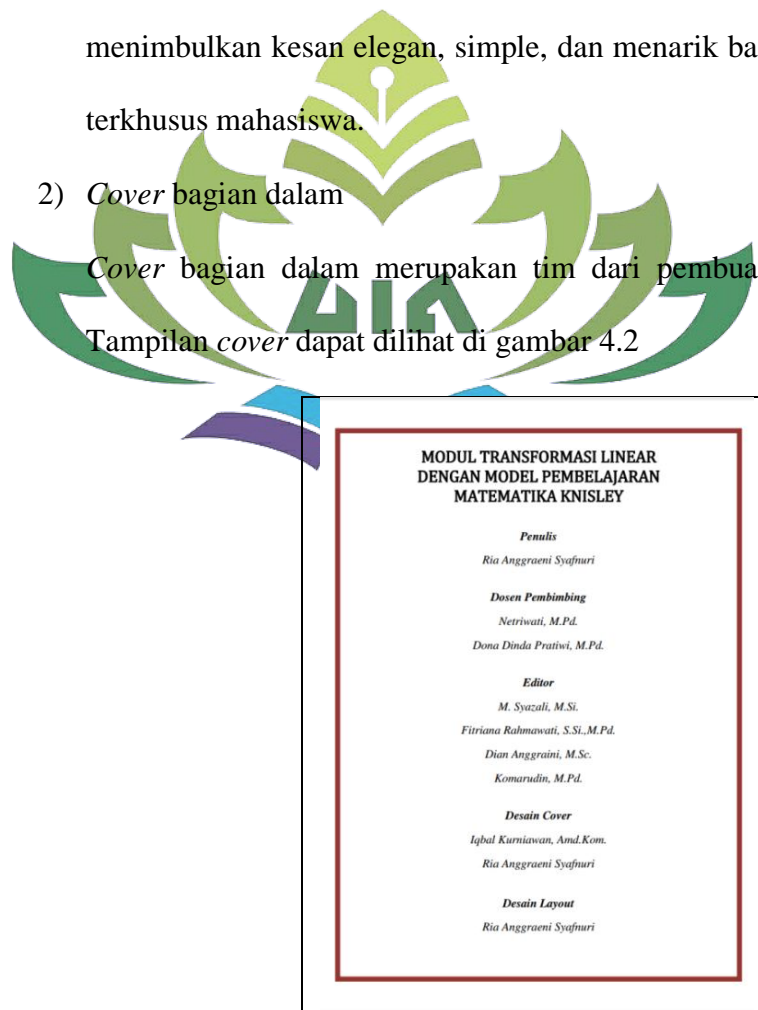 menimbulkan kesan elegan, simple, dan menarik ba
terkhusus mahasiswa.
2) Cover bagian dalam
Cover bagian dalam merupakan tim dari pembua
Tampilan cover dapat dilihat di gambar 4.2
MODUL TRANSFORMASI LINEAR
DENGAN MODEL PEMBELAJARAN
MATEMATIKA KNISLEY
Penulis
Ria Anggraeni Syafnuri
Dosen Pembimbing
Netriwati, M.Pd.
Dona Dinda Pratiwi, M.Pd.
Editor
M. Syazali, M.Si.
Fitriana Rahmawati, S.Si.,M.Pd.
Dian Anggraini, M.Sc.
Komarudin, M.Pd.
Desain Cover
Iqbal Kurniawan, Amd.Kom.
Ria Anggraeni Syafnuri
Desain Layout
Ria Anggraeni Syafnuri